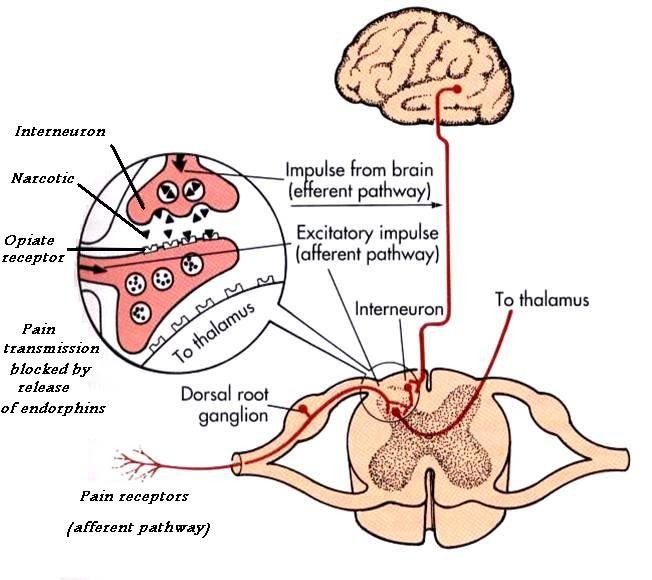 Interneuron
Narcotic
Opiate
receptor
Pain
transmission
blocked by
release
of endorphins
Impulse from brain
(efferent pathway)
Excitatory impulse
(afferent pathway)
Interneuron
To thalamus
To thalamus
Dorsal root
ganglion
Pain receptors
(afferent pathway)